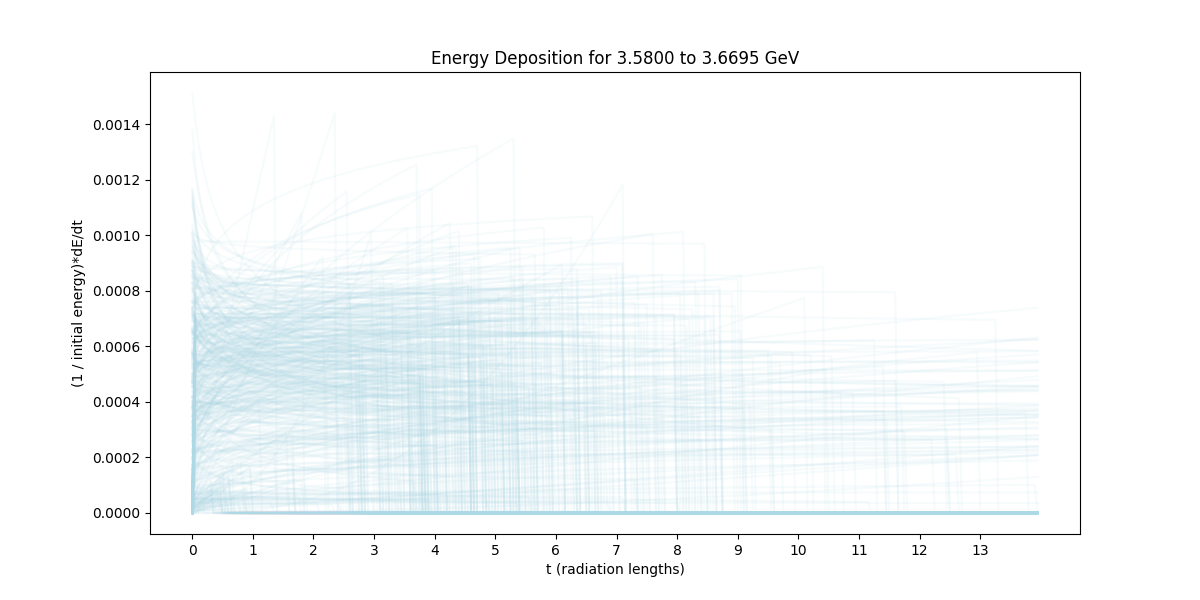 Energy Deposition for 3.5800 to 3.6695 GeV
(1 / initial energy)*dE/dt
0.0014
0.0012
0.0010
0.0008
0.0006
0.0004
0.0002
0.0000
0 1 2 3 4 5 6 7 8 9 10 11 12 13
t (radiation lengths)